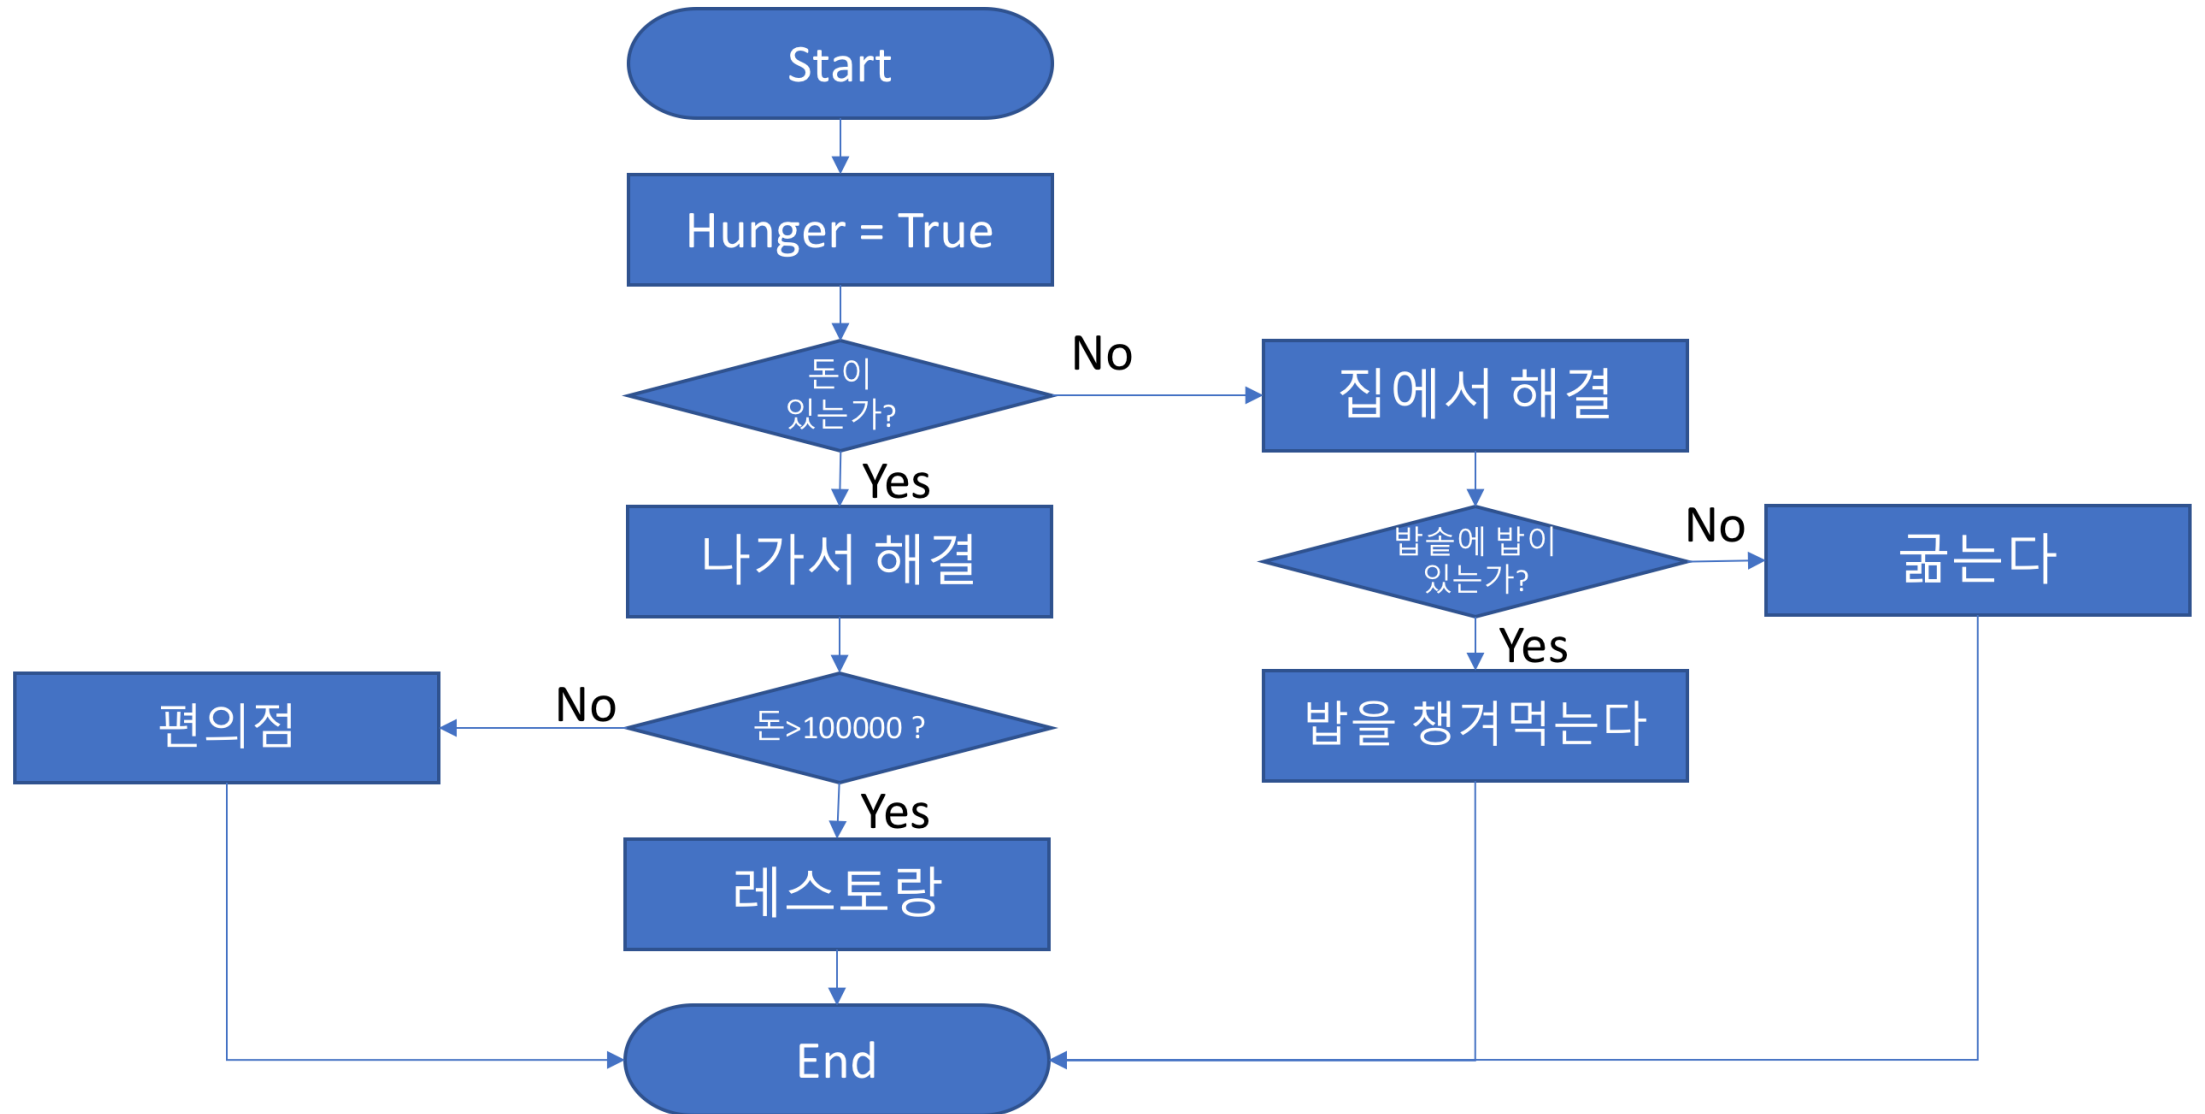 Start
Hunger = True
돈이
있는가?
No
집에서 해결
Yes
나가서 해결
밥솥에 밥이
있는가?
No
굶는다
Yes
밥을 챙겨먹는다
편의점
No
돈>100000 ?
Yes
레스토랑
End